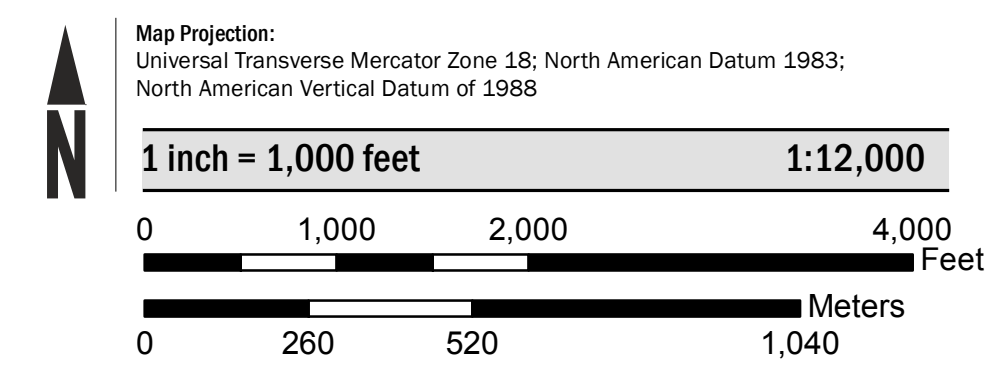 N
Map Projection:
Universal Transverse Mercator Zone 18; North American Datum 1983;
North American Vertical Datum of 1988
1 inch = 1,000 feet 1:12,000
0 1,000 2,000 4,000
Feet
Meters
0 260 520 1,040